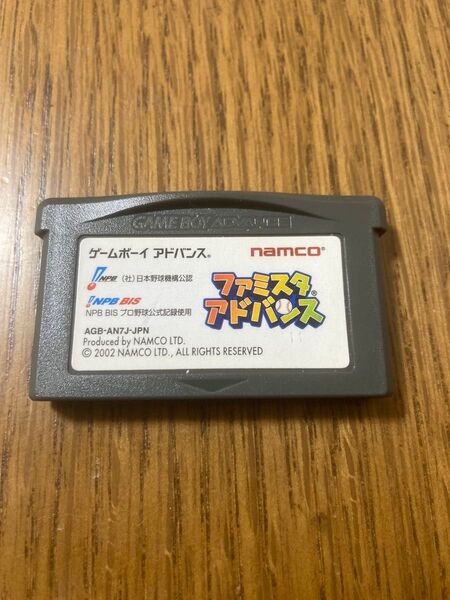 GAME BOY ADVANCE
ゲームボーイ アドバンス®
namco®
NPB (社)日本野球機構公認
NPB BIS
NPB BIS プロ野球公式記録使用
ファミスタ®
アドバンス
AGB-AN7J-JPN
Produced by NAMCO LTD.
© 2002 NAMCO LTD., ALL RIGHTS RESERVED